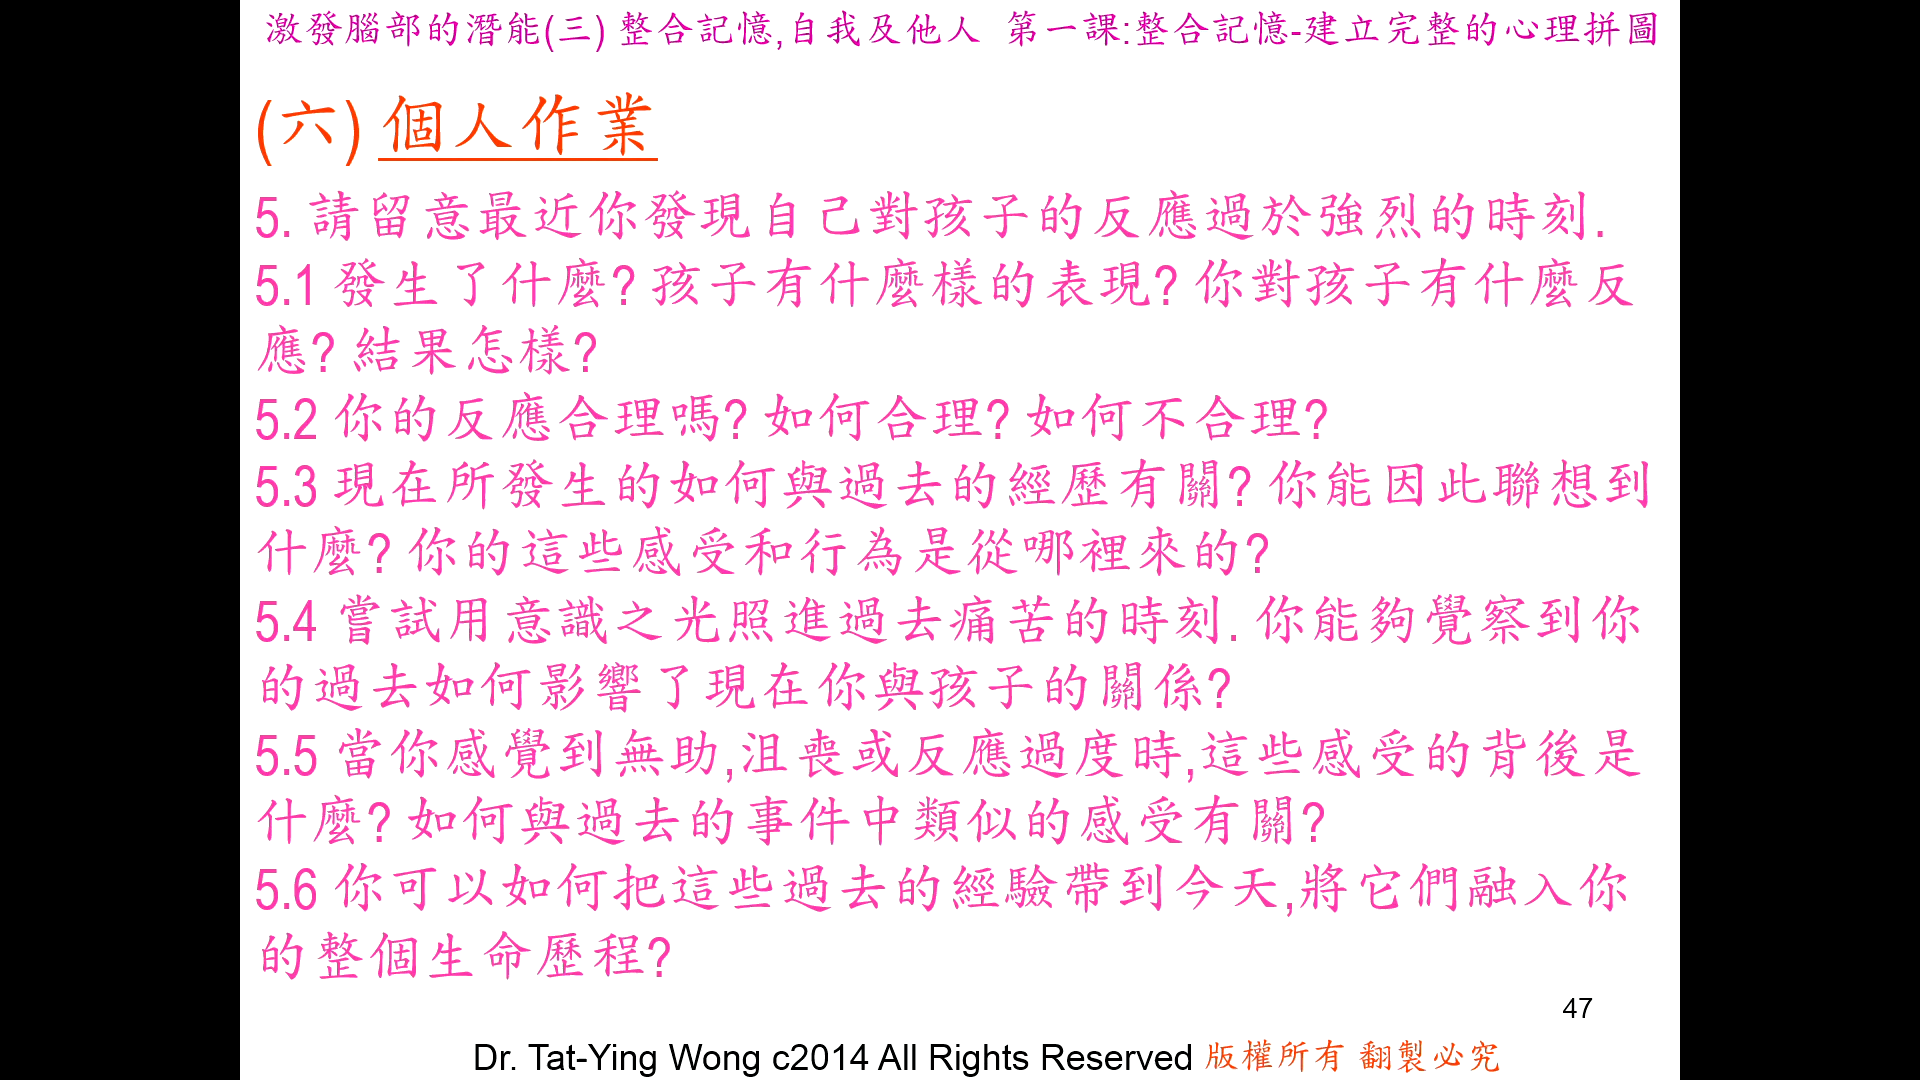 激發腦部的潛能(三) 整合記憶,自我及他人 第一課:整合記憶-建立完整的心理拼圖
(六) 個人作業
5. 請留意最近你發現自己對孩子的反應過於強烈的時刻.
5.1 發生了什麼? 孩子有什麼樣的表現? 你對孩子有什麼反
應? 結果怎樣?
5.2 你的反應合理嗎? 如何合理? 如何不合理?
5.3 現在所發生的如何與過去的經歷有關? 你能因此聯想到
什麼? 你的這些感受和行為是從哪裡來的?
5.4 嘗試用意識之光照進過去痛苦的時刻. 你能夠覺察到你
的過去如何影響了現在你與孩子的關係?
5.5 當你感覺到無助,沮喪或反應過度時,這些感受的背後是
什麼? 如何與過去的事件中類似的感受有關?
5.6 你可以如何把這些過去的經驗帶到今天,將它們融入你
的整個生命歷程?
47
Dr. Tat-Ying Wong c2014 All Rights Reserved 版權所有 翻製必究